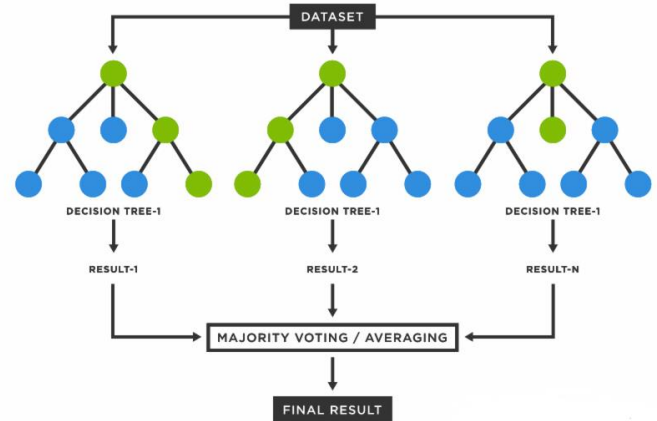 DATASET
DECISION TREE-1
DECISION TREE-1
DECISION TREE-1
RESULT-1
RESULT-2
RESULT-N
MAJORITY VOTING / AVERAGING
FINAL RESULT